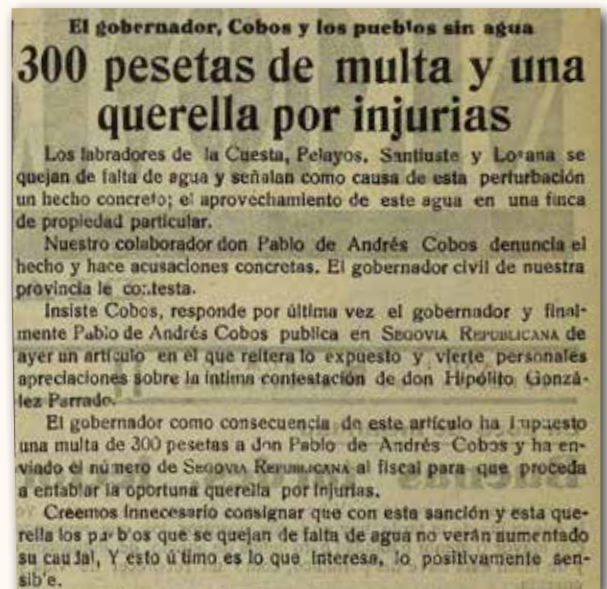 El gobernador, Cobos y los pueblos sin agua
300 pesetas de multa y una
querella por injurias
Los labradores de la Cuesta, Pelayos, Santiuste y Losana se
quejan de falta de agua y señalan como causa de esta perturbación
un hecho concreto; el aprovechamiento de este agua en una finca
de propiedad particular.
Nuestro colaborador don Pablo de Andrés Cobos denuncia el
hecho y hace acusaciones concretas. El gobernador civil de nuestra
provincia le contesta.
Insiste Cobos, responde por última vez el gobernador y final-
mente Pablo de Andrés Cobos publica en SEGOVIA REPUBLICANA de
ayer un artículo en el que reitera lo expuesto y vierte personales
apreciaciones sobre la íntima contestación de don Hipólito Gonzá-
lez Parrado.
El gobernador como consecuencia de este artículo ha impuesto
una multa de 300 pesetas a don Pablo de Andrés Cobos y ha en-
viado el número de SEGOVIA REPUBLICANA al fiscal para que proceda
a entablar la oportuna querella por injurias.
Creemos innecesario consignar que con esta sanción y esta que-
rella los pueblos que se quejan de falta de agua no verán aumentado
su caudal, Y esto último es lo que interesa, lo positivamente sen-
sible.